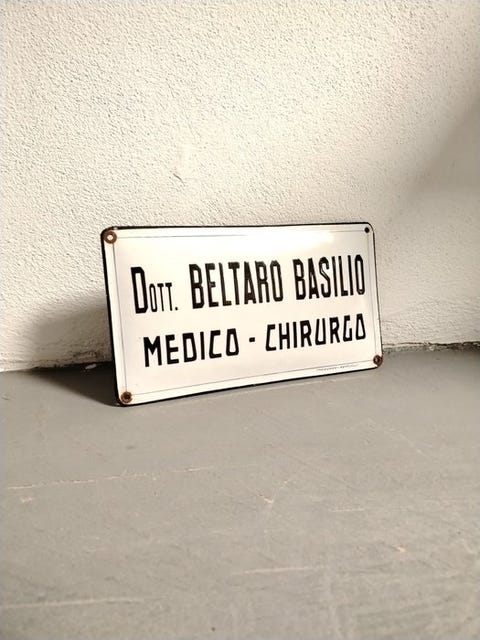 Dott. BELTARO BASILIO
MEDICO - CHIRURGO